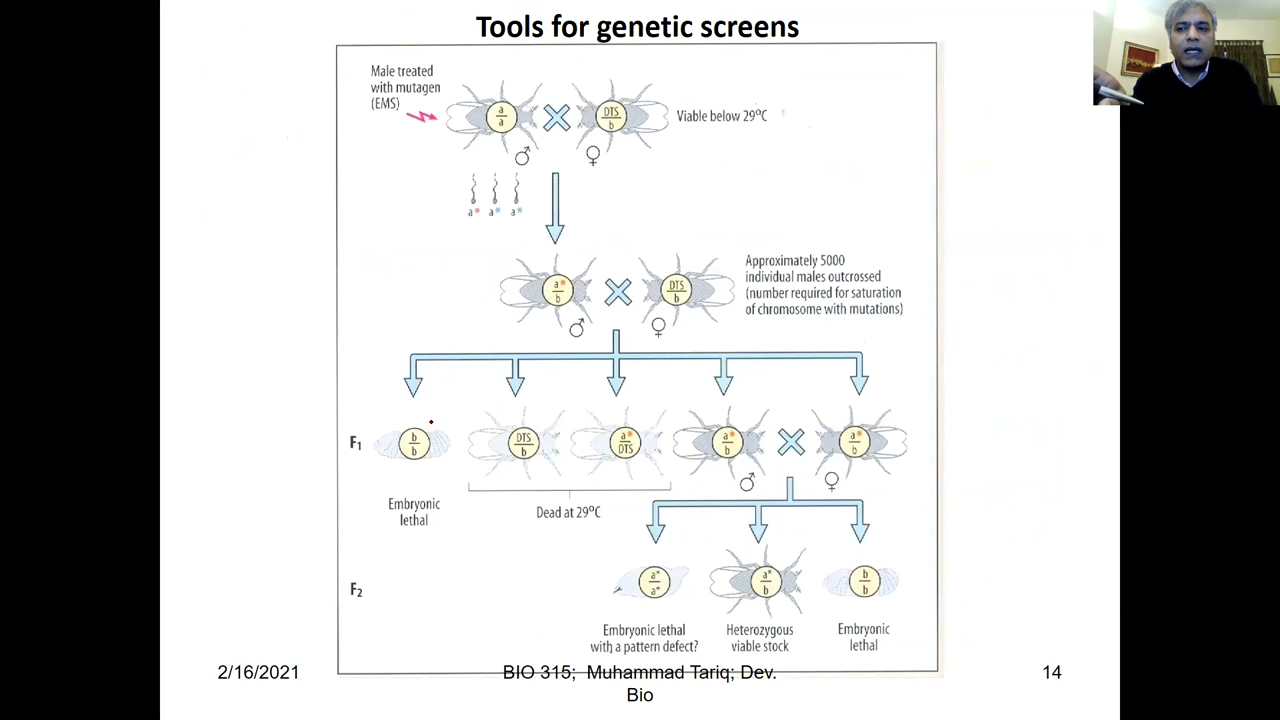 Tools for genetic screens
Male treated
with mutagen
(EMS)
a
a
DTS
b
Viable below 29ºC
♂
♀
a* a* a*
a*
b
DTS
b
Approximately 5000
individual males outcrossed
(number required for saturation
of chromosome with mutations)
♂
♀
F1
b
b
DTS
b
a*
DTS
a*
b
a*
b
♂
♀
Embryonic
lethal
Dead at 29ºC
F2
a*
a*
a*
b
b
b
Embryonic lethal
with a pattern defect?
Heterozygous
viable stock
Embryonic
lethal
2/16/2021
BIO 315; Muhammad Tariq; Dev.
Bio
14